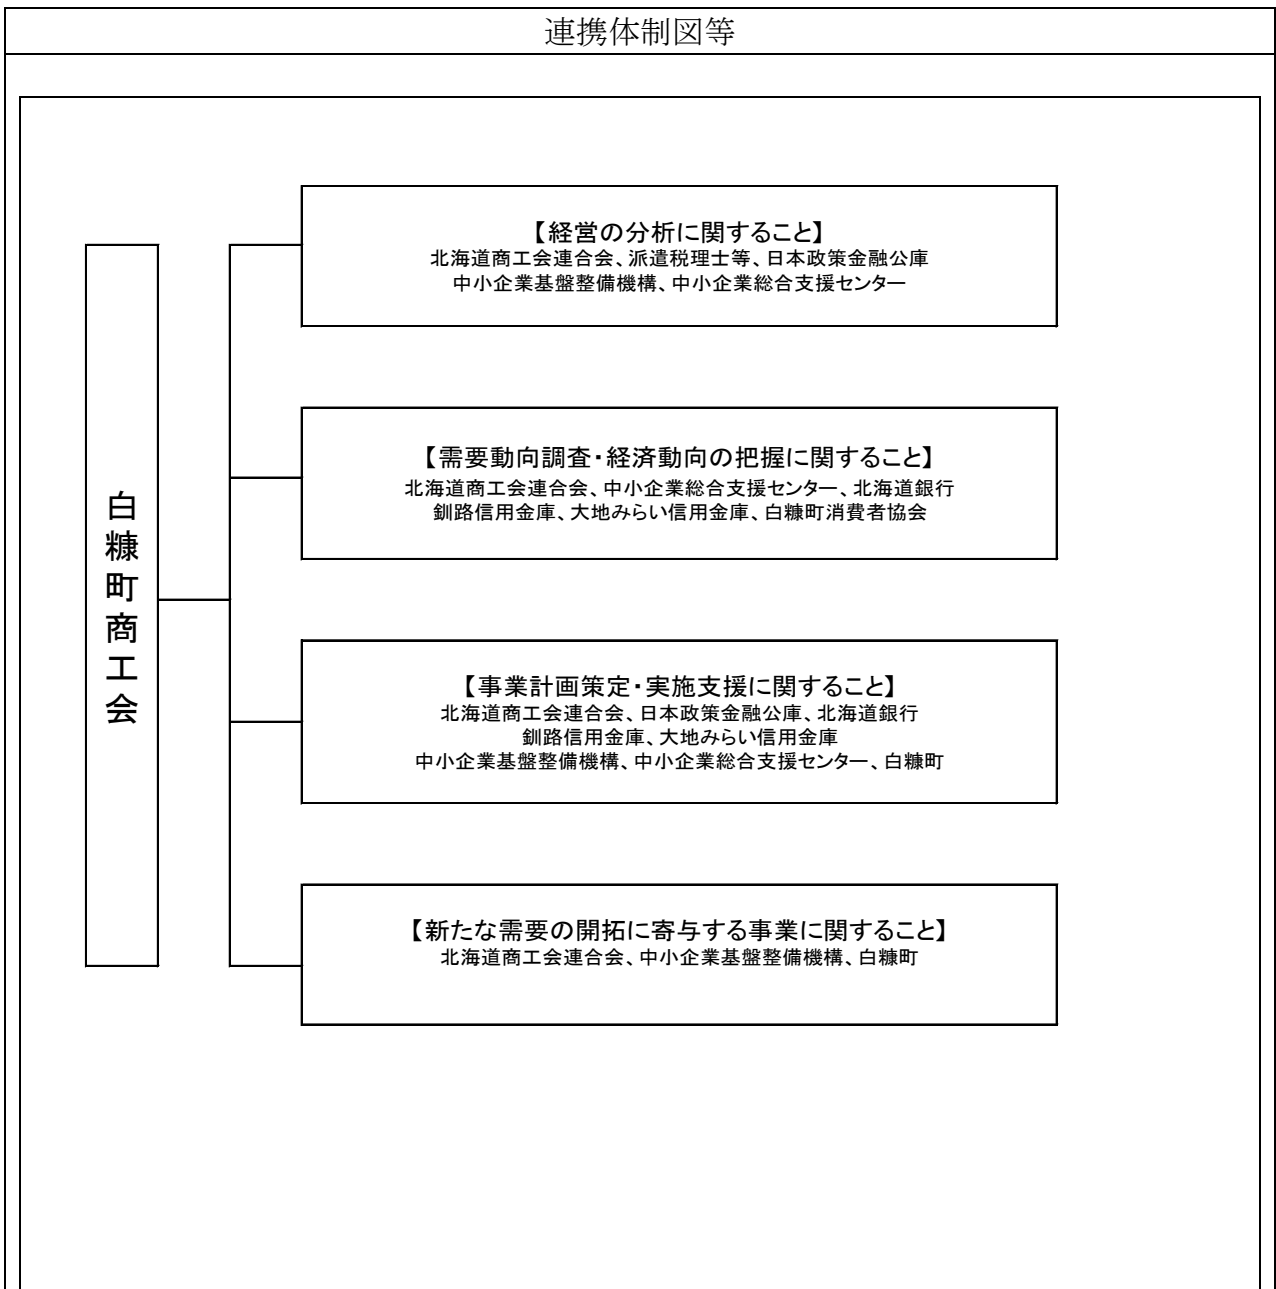 連携体制図等
白糠町商工会
【経営の分析に関すること】
北海道商工会連合会、派遣税理士等、日本政策金融公庫
中小企業基盤整備機構、中小企業総合支援センター
【需要動向調査・経済動向の把握に関すること】
北海道商工会連合会、中小企業総合支援センター、北海道銀行
釧路信用金庫、大地みらい信用金庫、白糠町消費者協会
【事業計画策定・実施支援に関すること】
北海道商工会連合会、日本政策金融公庫、北海道銀行
釧路信用金庫、大地みらい信用金庫
中小企業基盤整備機構、中小企業総合支援センター、白糠町
【新たな需要の開拓に寄与する事業に関すること】
北海道商工会連合会、中小企業基盤整備機構、白糠町